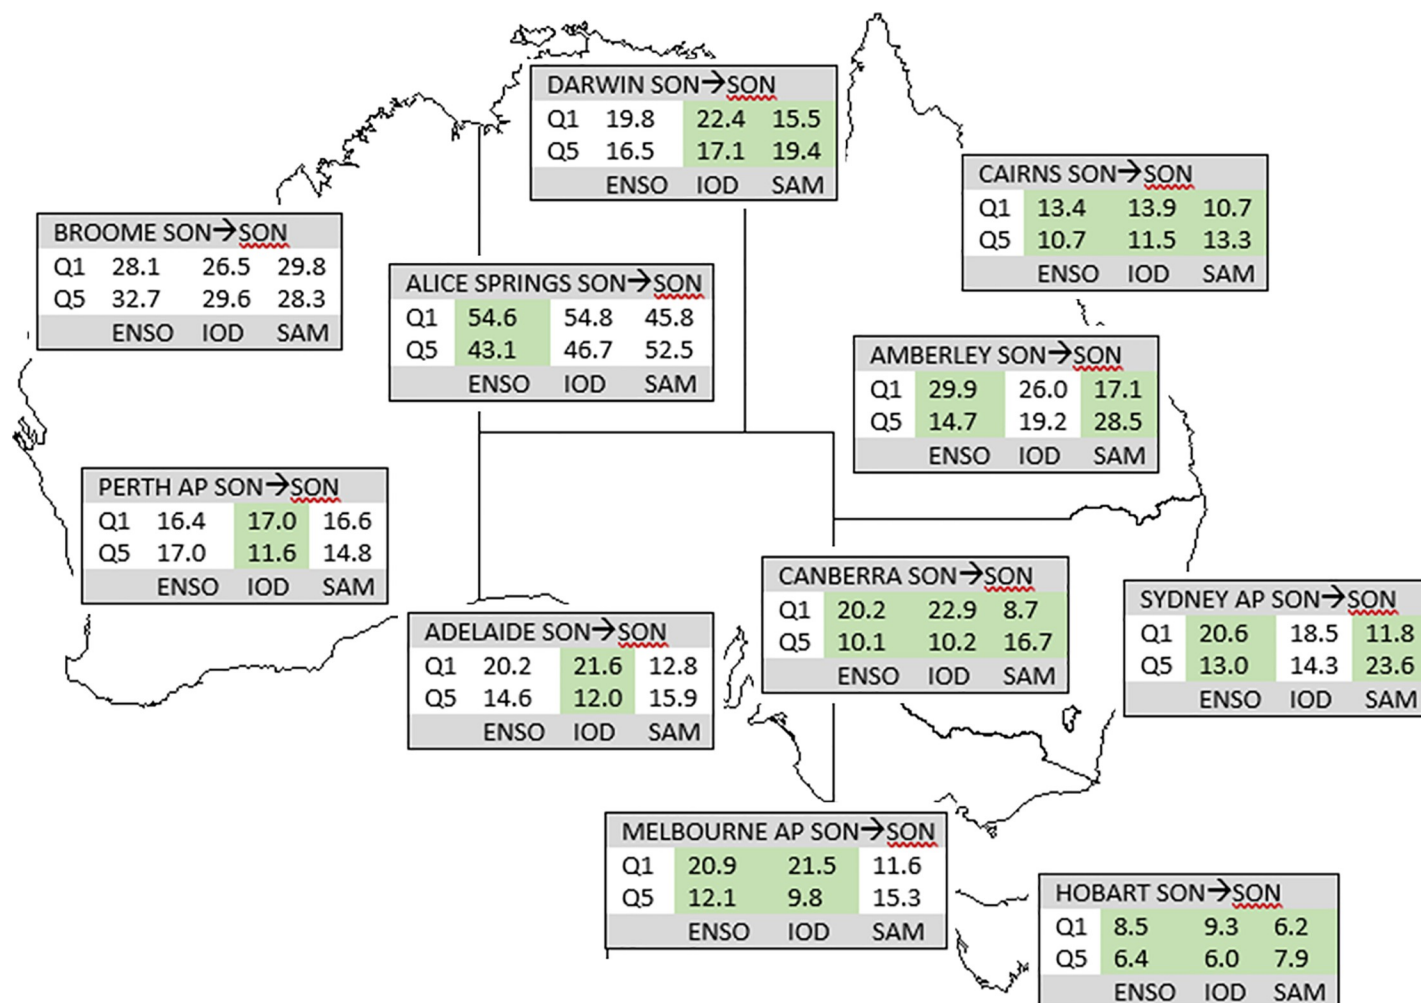 DARWIN SON→SON
Q1 19.8 22.4 15.5
Q5 16.5 17.1 19.4
ENSO IOD SAM
CAIRNS SON→SON
Q1 13.4 13.9 10.7
Q5 10.7 11.5 13.3
ENSO IOD SAM
BROOME SON→SON
Q1 28.1 26.5 29.8
Q5 32.7 29.6 28.3
ENSO IOD SAM
ALICE SPRINGS SON→SON
Q1 54.6 54.8 45.8
Q5 43.1 46.7 52.5
ENSO IOD SAM
AMBERLEY SON→SON
Q1 29.9 26.0 17.1
Q5 14.7 19.2 28.5
ENSO IOD SAM
PERTH AP SON→SON
Q1 16.4 17.0 16.6
Q5 17.0 11.6 14.8
ENSO IOD SAM
CANBERRA SON→SON
Q1 20.2 22.9 8.7
Q5 10.1 10.2 16.7
ENSO IOD SAM
SYDNEY AP SON→SON
Q1 20.6 18.5 11.8
Q5 13.0 14.3 23.6
ENSO IOD SAM
ADELAIDE SON→SON
Q1 20.2 21.6 12.8
Q5 14.6 12.0 15.9
ENSO IOD SAM
MELBOURNE AP SON→SON
Q1 20.9 21.5 11.6
Q5 12.1 9.8 15.3
ENSO IOD SAM
HOBART SON→SON
Q1 8.5 9.3 6.2
Q5 6.4 6.0 7.9
ENSO IOD SAM